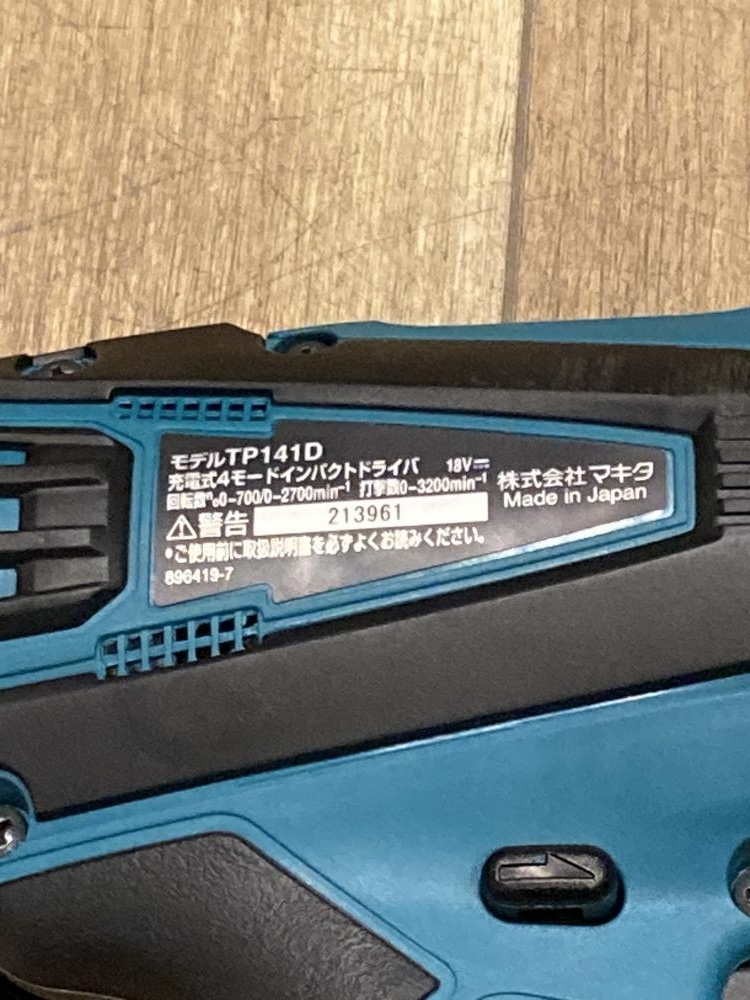 モデルTP141D
充電式4モードインパクトドライバ 18V⎓
回転数n₀0-700/0-2700min⁻¹ 打撃数0-3200min⁻¹
株式会社マキタ
Made in Japan
⚠警告 213961
•ご使用前に取扱説明書を必ずよくお読みください。
896419-7